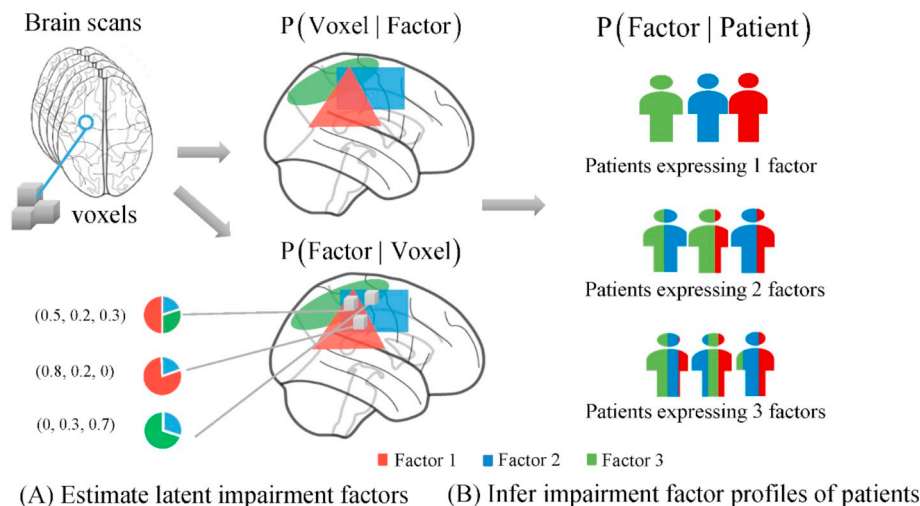 Brain scans
voxels
P(Voxel | Factor)
P(Factor | Voxel)
(0.5, 0.2, 0.3)
(0.8, 0.2, 0)
(0, 0.3, 0.7)
P(Factor | Patient)
Patients expressing 1 factor
Patients expressing 2 factors
Patients expressing 3 factors
Factor 1 Factor 2 Factor 3
(A) Estimate latent impairment factors (B) Infer impairment factor profiles of patients